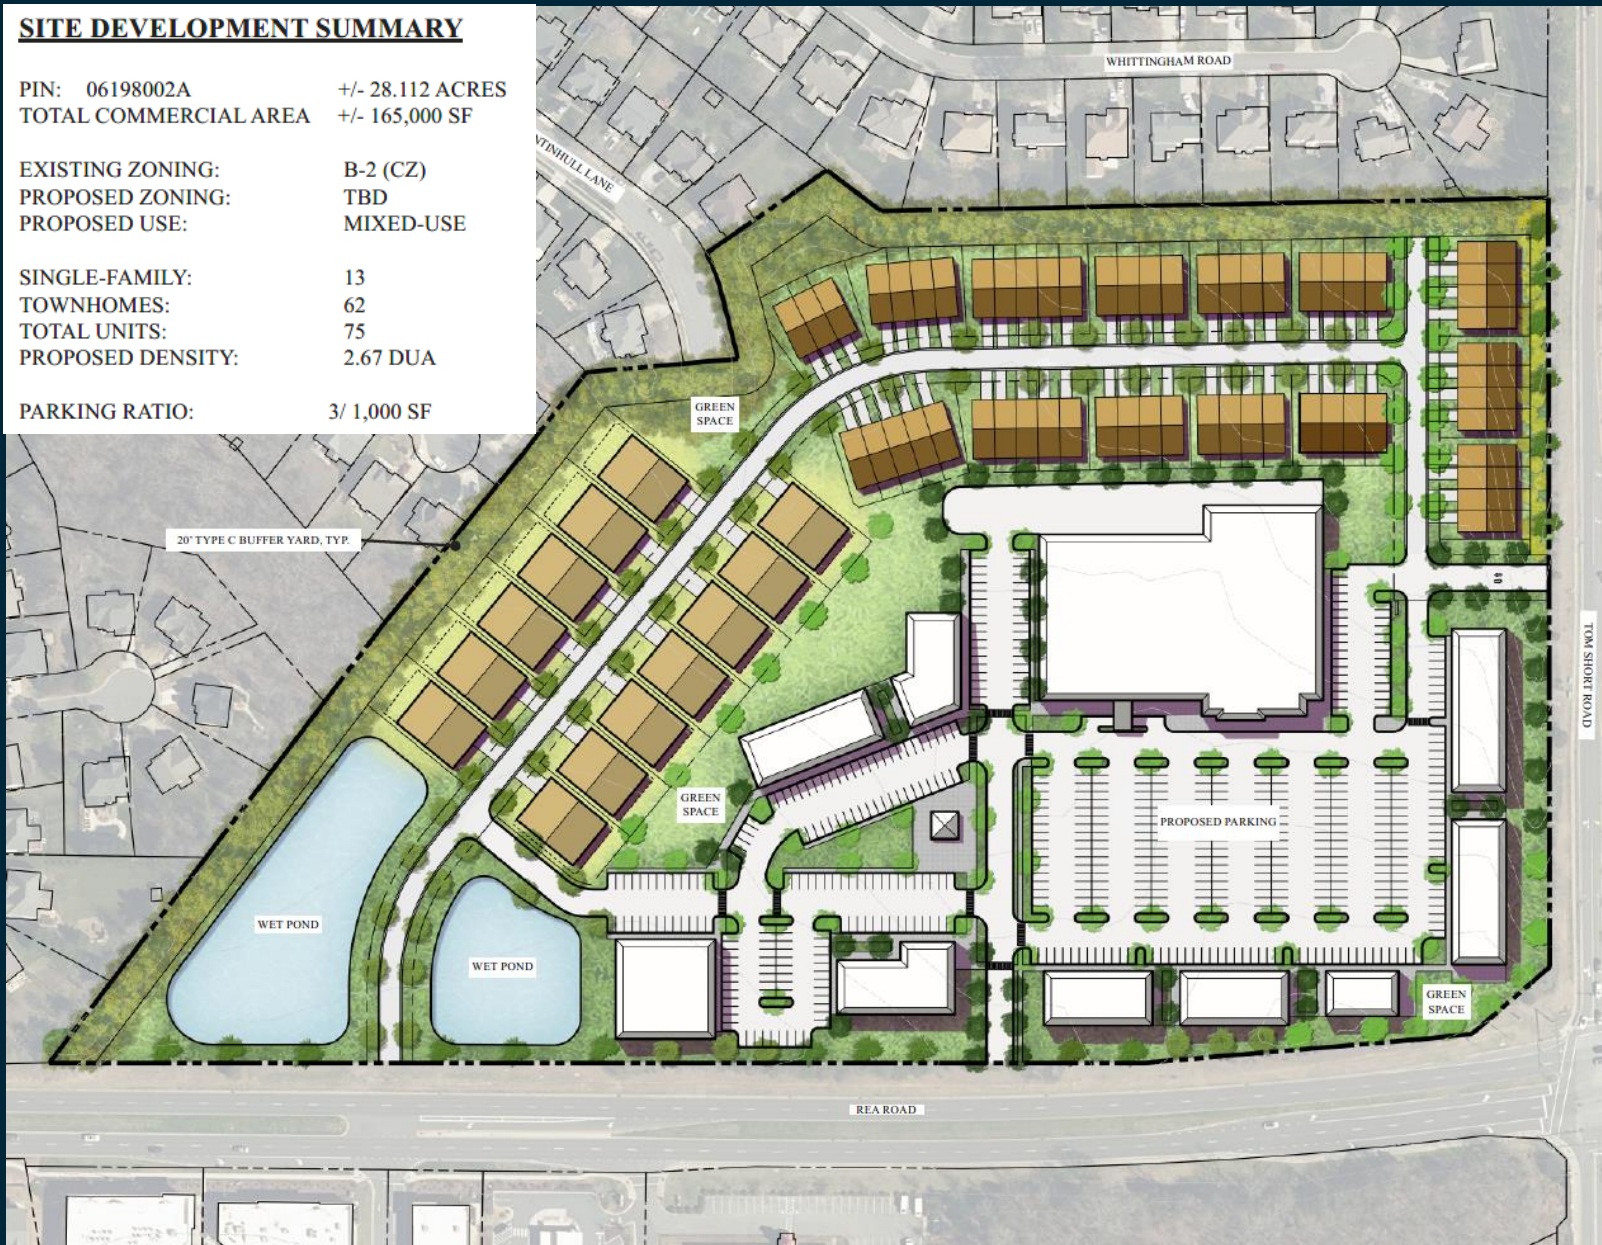 SITE DEVELOPMENT SUMMARY
PIN: 06198002A +/- 28.112 ACRES
TOTAL COMMERCIAL AREA +/- 165,000 SF
EXISTING ZONING: B-2 (CZ)
PROPOSED ZONING: TBD
PROPOSED USE: MIXED-USE
SINGLE-FAMILY: 13
TOWNHOMES: 62
TOTAL UNITS: 75
PROPOSED DENSITY: 2.67 DUA
PARKING RATIO: 3/ 1,000 SF
WHITTINGHAM ROAD
NTINHULL LANE
GREEN
SPACE
20' TYPE C BUFFER YARD, TYP.
TOM SHORT ROAD
GREEN
SPACE
PROPOSED PARKING
WET POND
WET POND
GREEN
SPACE
REA ROAD